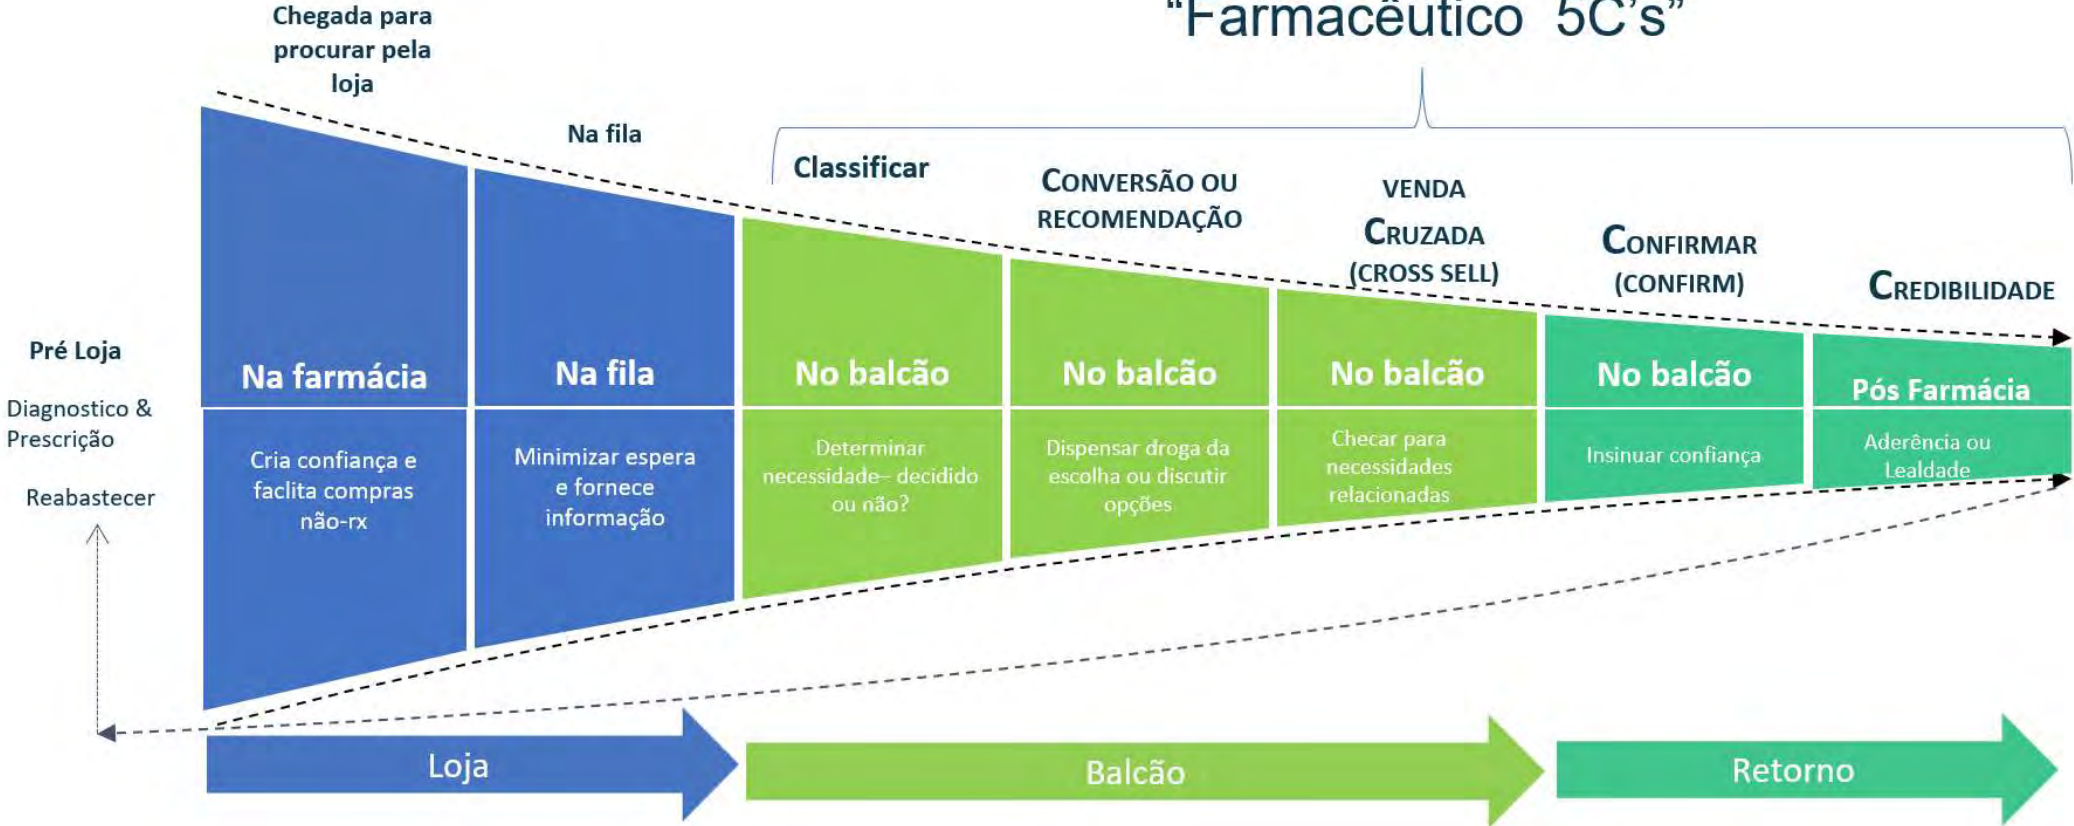 “Farmacêutico 5C’s”
Chegada para
procurar pela
loja
Na fila
Classificar
CONVERSÃO OU
RECOMENDAÇÃO
VENDA
CRUZADA
(CROSS SELL)
CONFIRMAR
(CONFIRM)
CREDIBILIDADE
Pré Loja
Diagnostico &
Prescrição
Reabastecer
Na farmácia
Cria confiança e
faclita compras
não-rx
Na fila
Minimizar espera
e fornece
informação
No balcão
Determinar
necessidade– decidido
ou não?
No balcão
Dispensar droga da
escolha ou discutir
opções
No balcão
Checar para
necessidades
relacionadas
No balcão
Insinuar confiança
Pós Farmácia
Aderência ou
Lealdade
Loja
Balcão
Retorno